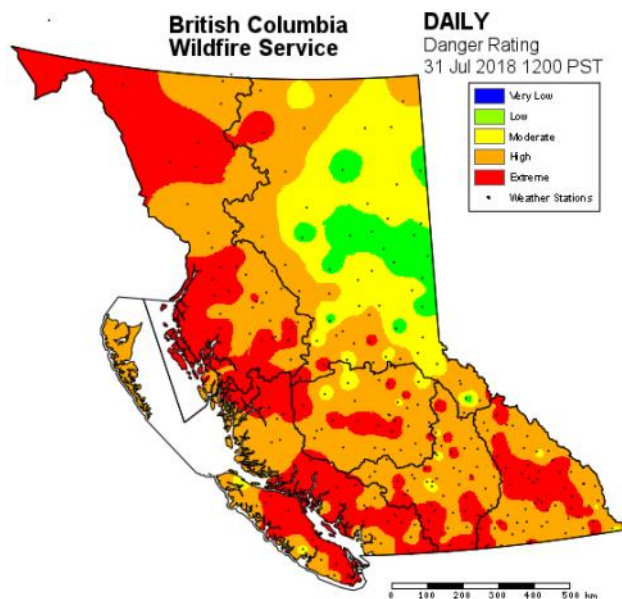 British Columbia
Wildfire Service
DAILY
Danger Rating
31 Jul 2018 1200 PST
Very Low
Low
Moderate
High
Extreme
Weather Stations
0 100 200 300 400 500 km